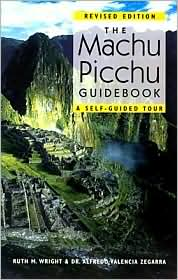 REVISED EDITION
THE
MACHU
PICCHU
GUIDEBOOK
A SELF-GUIDED TOUR
RUTH M. WRIGHT & DR. ALFREDO VALENCIA ZEGARRA